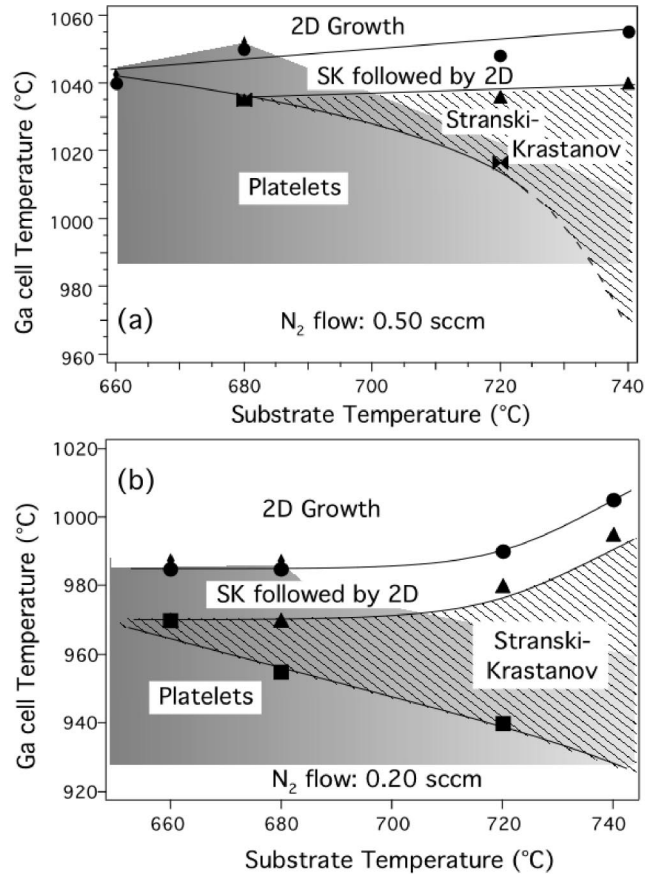 1060
1040
1020
1000
980
960
Ga cell Temperature (°C)
2D Growth
SK followed by 2D
Stranski-
Krastanov
Platelets
(a)
N₂ flow: 0.50 sccm
660 680 700 720 740
Substrate Temperature (°C)
1020
1000
980
960
940
920
Ga cell Temperature (°C)
(b)
2D Growth
SK followed by 2D
Stranski-
Krastanov
Platelets
N₂ flow: 0.20 sccm
660 680 700 720 740
Substrate Temperature (°C)